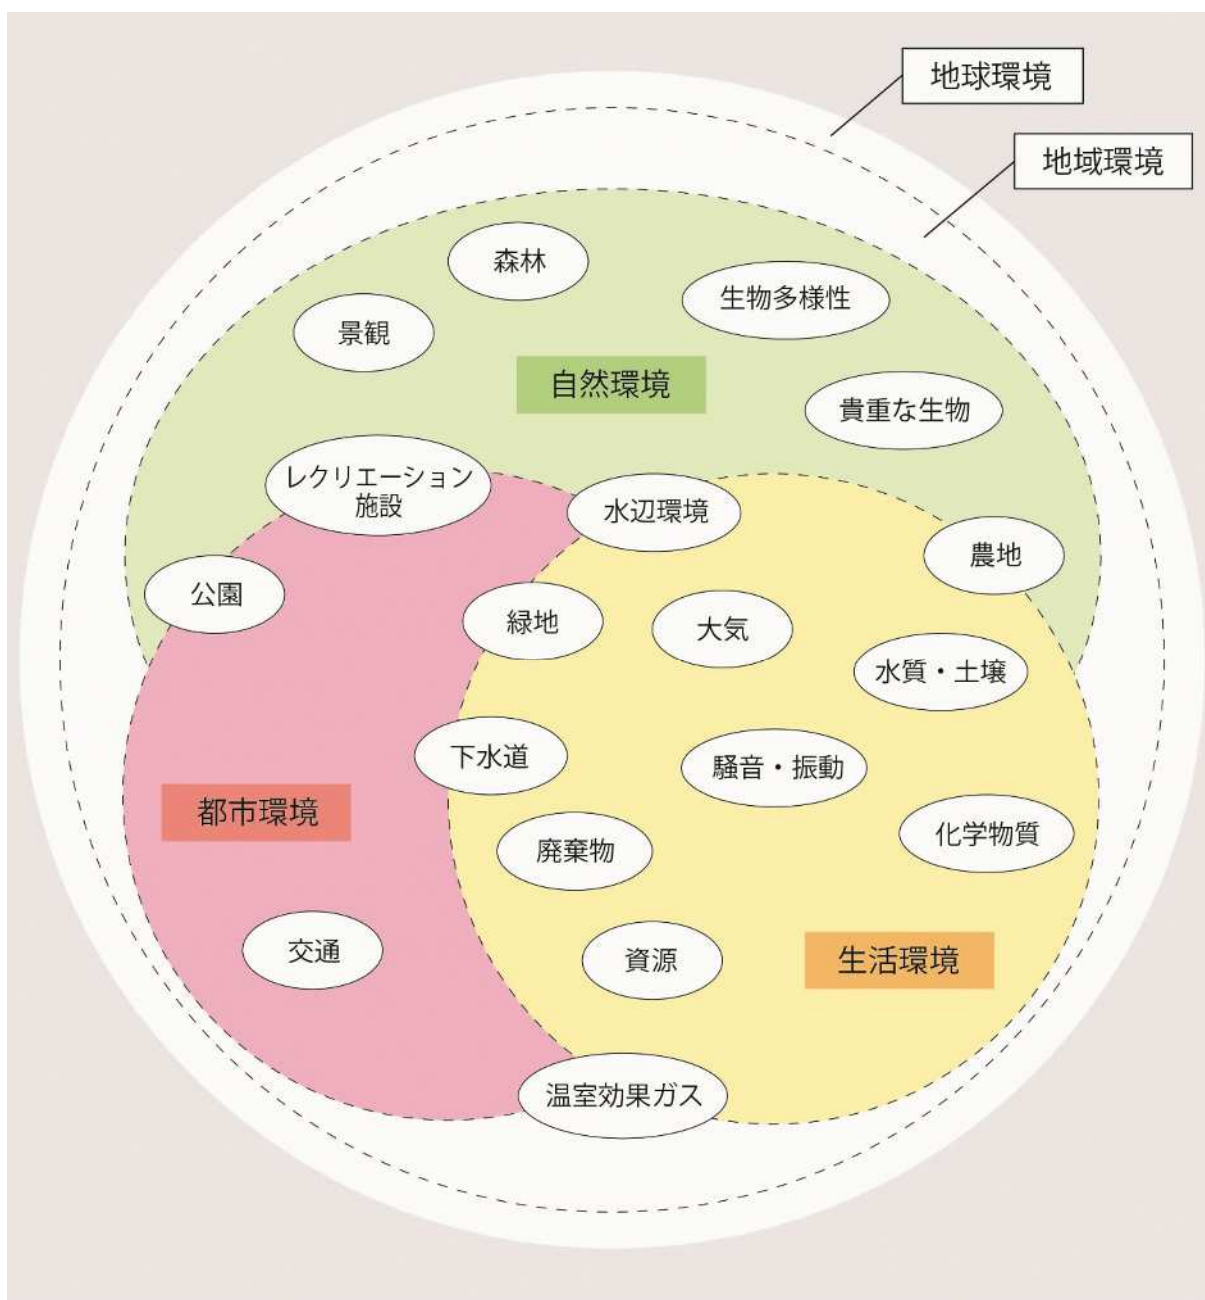 地球環境
地域環境
森林
生物多様性
景観
自然環境
貴重な生物
レクリエーション
施設
水辺環境
農地
公園
緑地
大気
水質・土壌
下水道
騒音・振動
都市環境
化学物質
廃棄物
交通
資源
生活環境
温室効果ガス